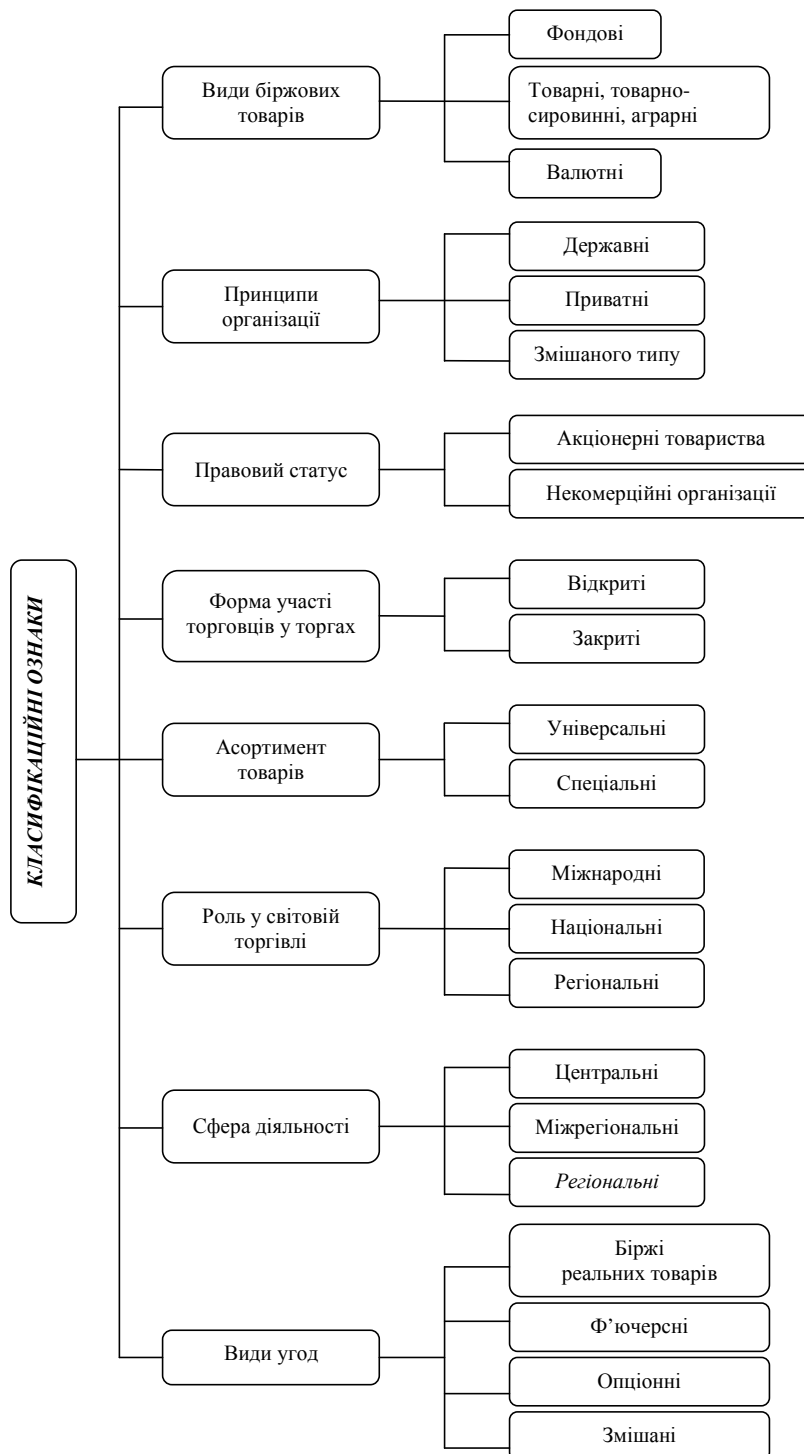 КЛАСИФІКАЦІЙНІ ОЗНАКИ
Види біржових
товарів
Фондові
Товарні, товарно-
сировинні, аграрні
Валютні
Принципи
організації
Державні
Приватні
Змішаного типу
Правовий статус
Акціонерні товариства
Некомерційні організації
Форма участі
торговців у торгах
Відкриті
Закриті
Асортимент
товарів
Універсальні
Спеціальні
Роль у світовій
торгівлі
Міжнародні
Національні
Регіональні
Сфера діяльності
Центральні
Міжрегіональні
Регіональні
Види угод
Біржі
реальних товарів
Ф’ючерсні
Опціонні
Змішані